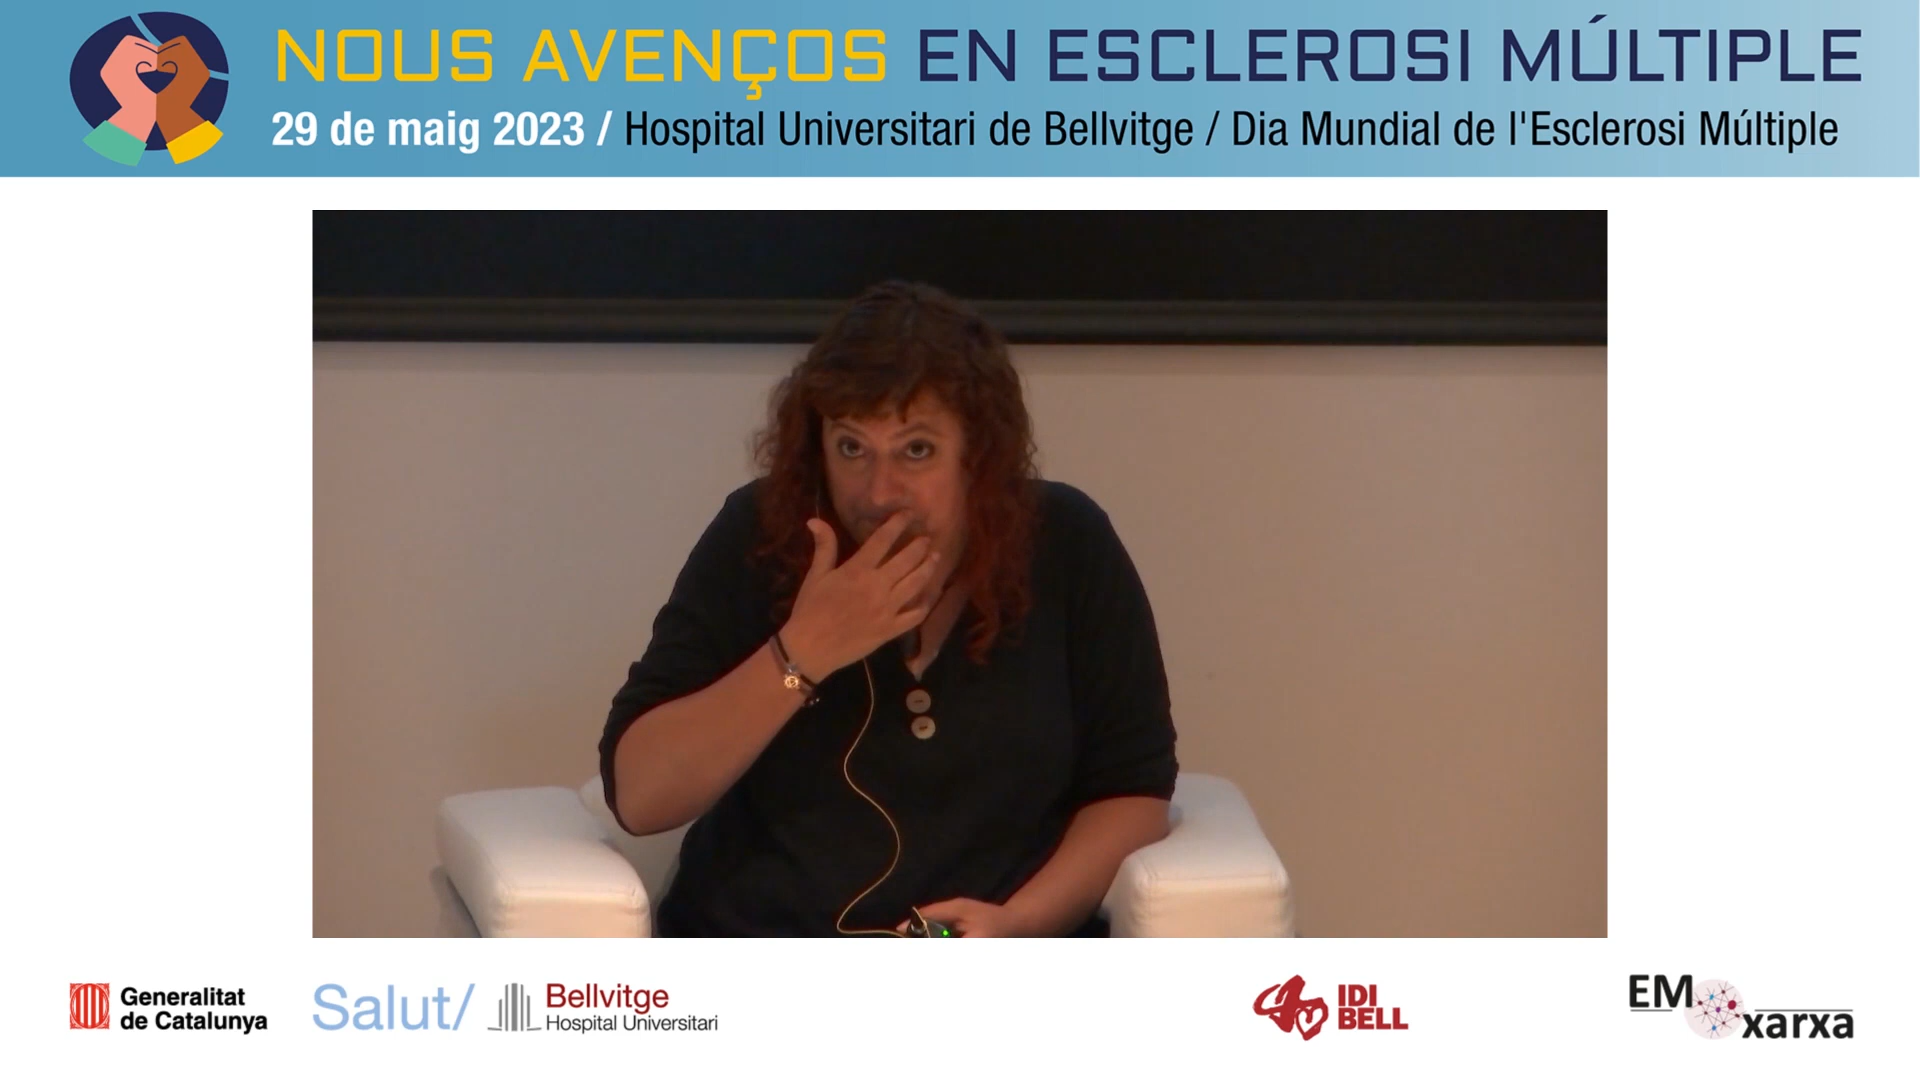 NOUS AVENÇOS EN ESCLEROSI MÚLTIPLE
29 de maig 2023 / Hospital Universitari de Bellvitge / Dia Mundial de l'Esclerosi Múltiple
Generalitat
de Catalunya
Salut/
Bellvitge
Hospital Universitari
IDI
BELL
EM
xarxa